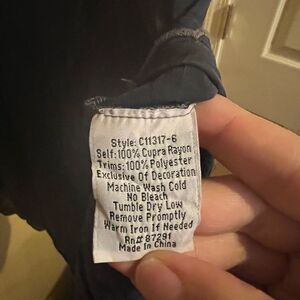 Style: C11317-6
Self: 100% Cupra Rayon
Trims: 100% Polyester
Exclusive Of Decoration
Machine Wash Cold
No Bleach
Tumble Dry Low
Remove Promptly
Warm Iron If Needed
Rn# 87291
Made In China